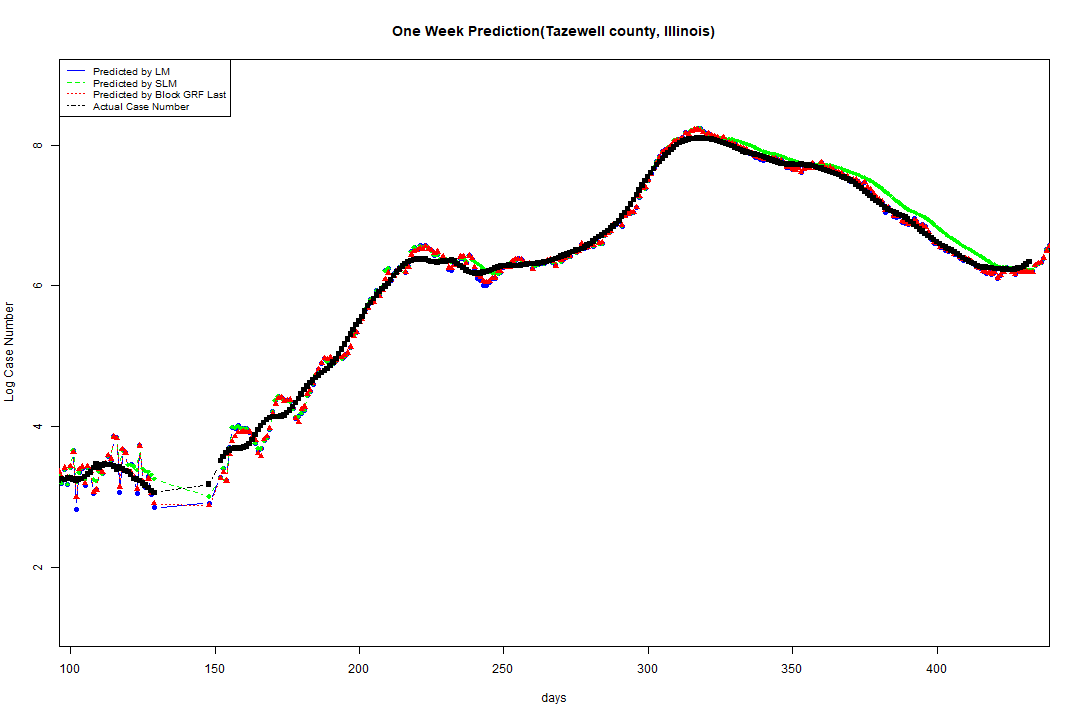 One Week Prediction(Tazewell county, Illinois)
Predicted by LM
Predicted by SLM
Predicted by Block GRF Last
Actual Case Number
8
6
4
2
Log Case Number
100 150 200 250 300 350 400
days